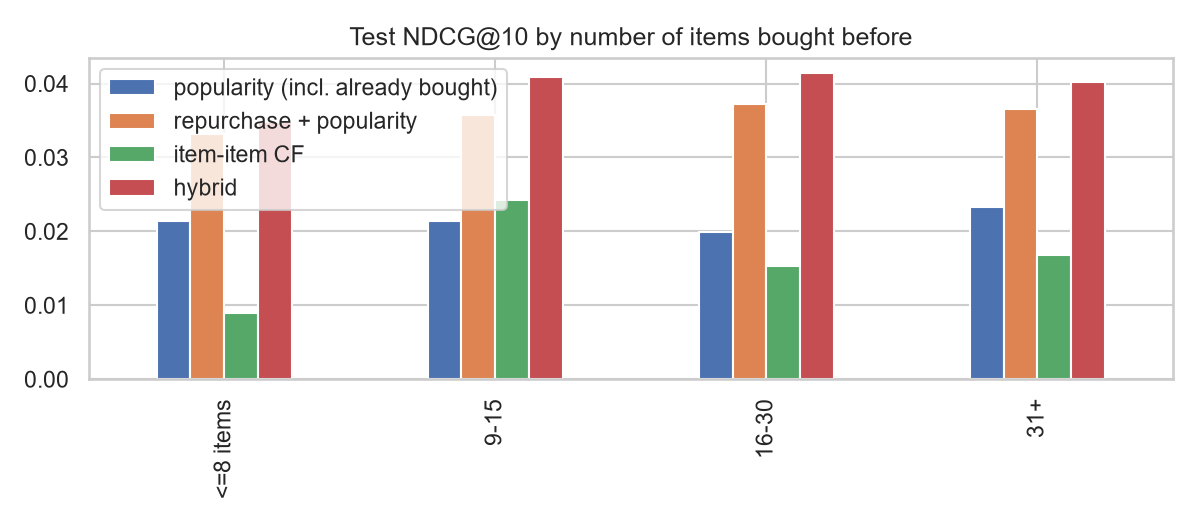 Test NDCG@10 by number of items bought before
popularity (incl. already bought)
repurchase + popularity
item-item CF
hybrid
0.04
0.03
0.02
0.01
0.00
<=8 items
9-15
16-30
31+